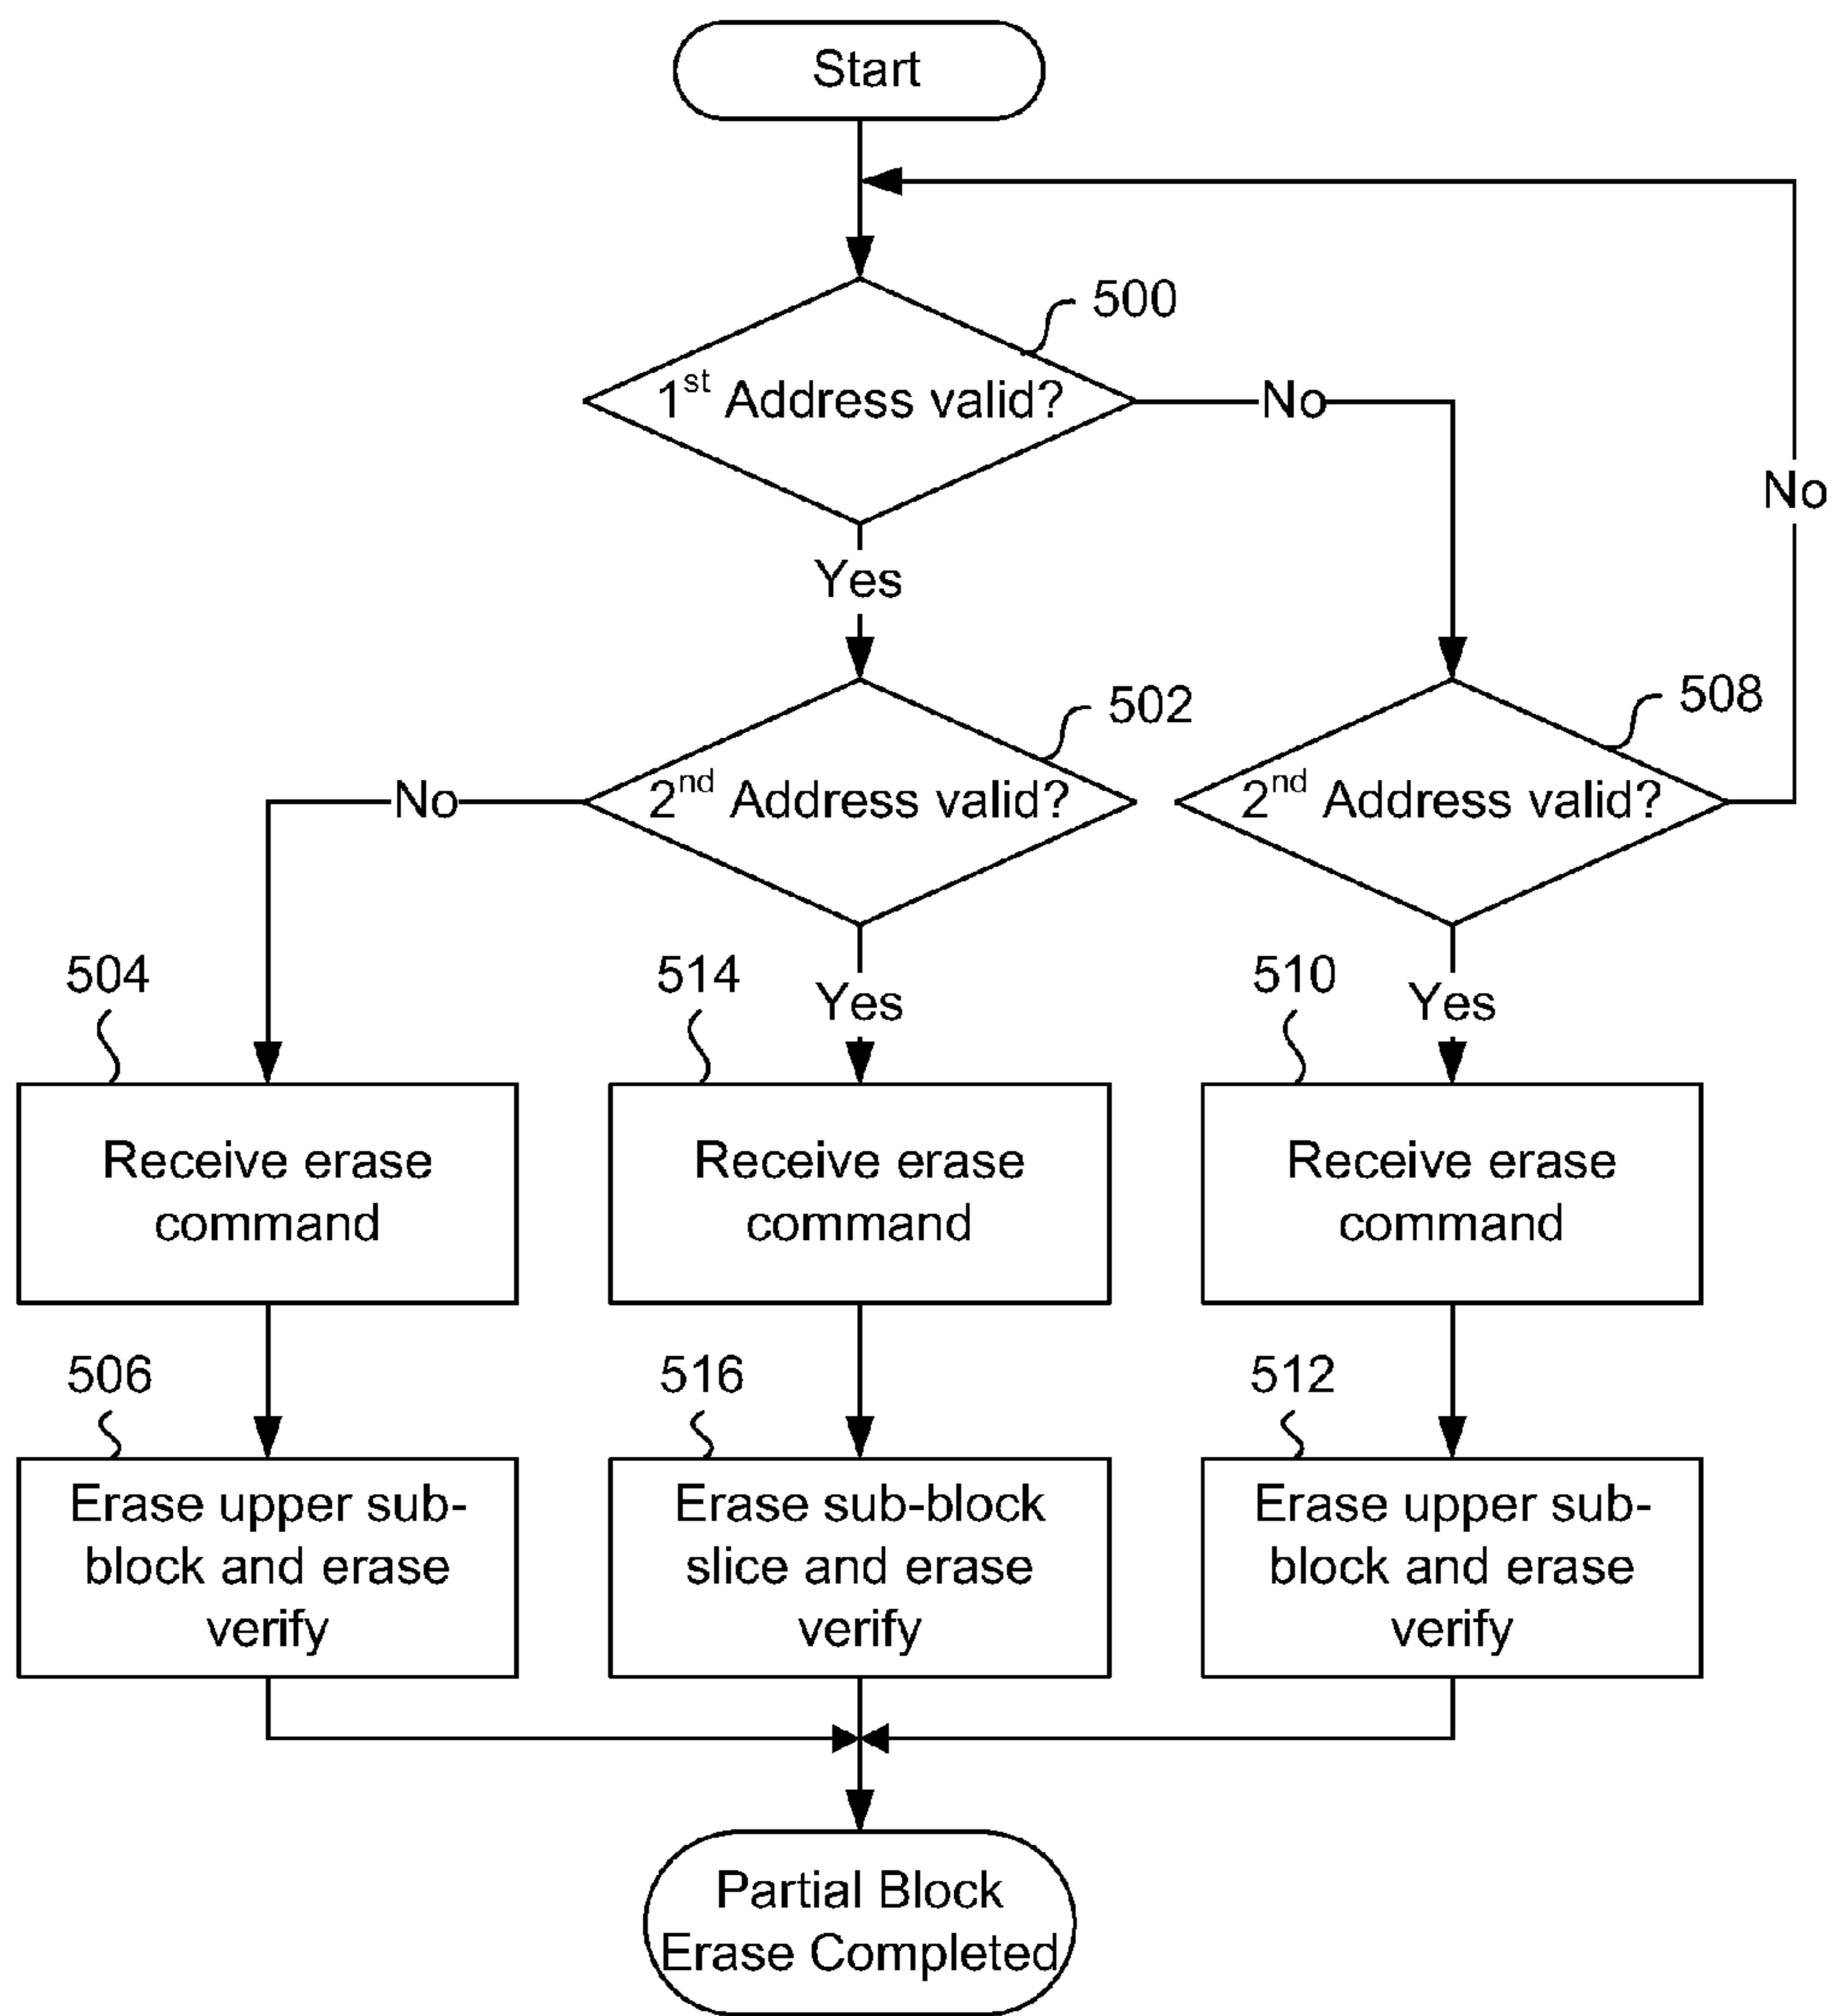 Start
500
1st Address valid?
No
No
Yes
502
508
No
2nd Address valid?
2nd Address valid?
504
514
510
Yes
Yes
Receive erase
command
Receive erase
command
Receive erase
command
506
516
512
Erase upper sub-
block and erase
verify
Erase sub-block
slice and erase
verify
Erase upper sub-
block and erase
verify
Partial Block
Erase Completed